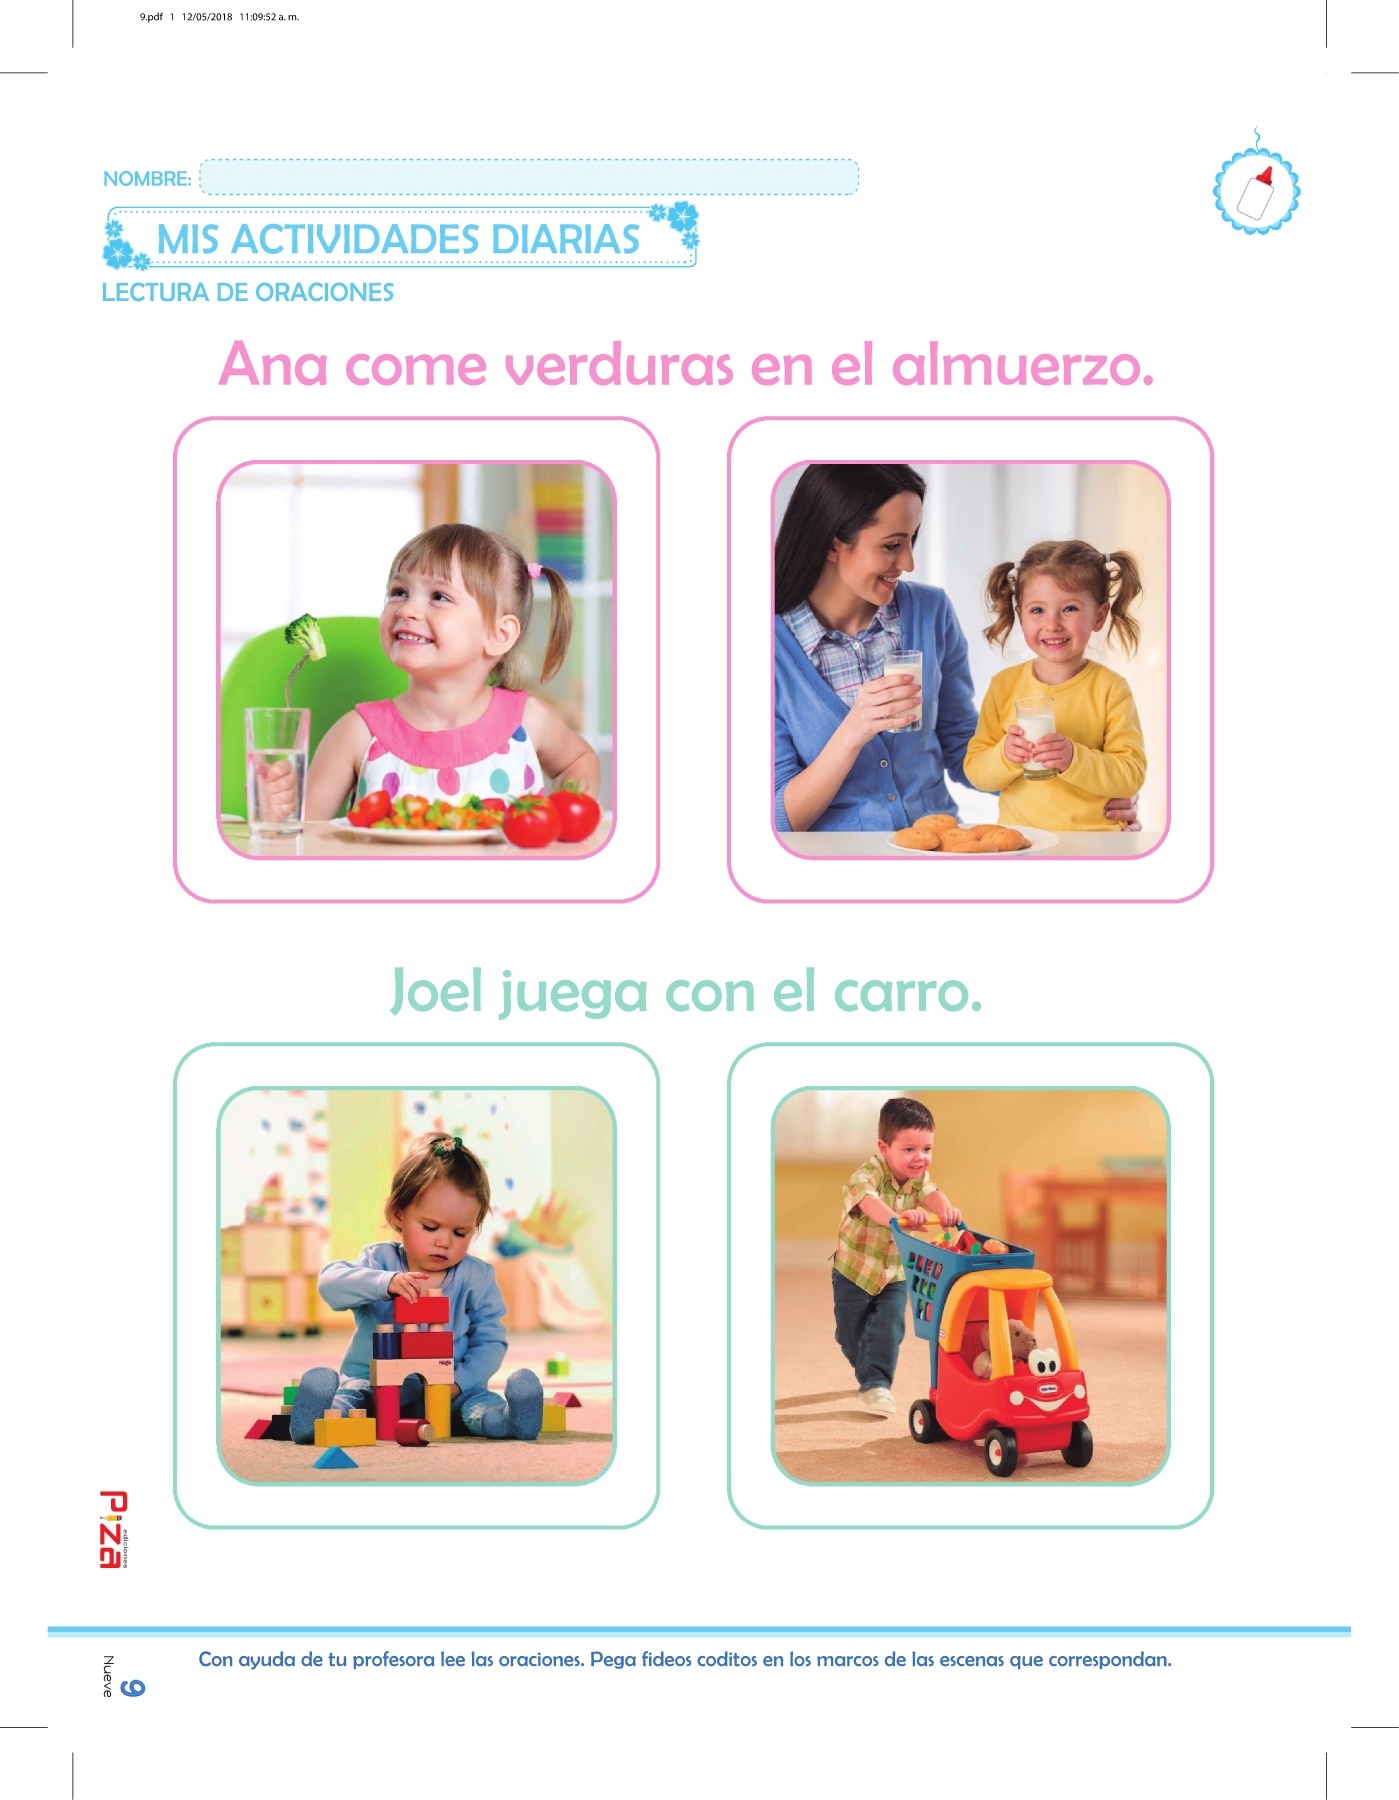 9.pdf 1 12/05/2018 11:09:52 a. m.
NOMBRE:
MIS ACTIVIDADES DIARIAS
LECTURA DE ORACIONES
Ana come verduras en el almuerzo.
Joel juega con el carro.
HABA
Piza
ediciones
Con ayuda de tu profesora lee las oraciones. Pega fideos coditos en los marcos de las escenas que correspondan.
Nueve
9